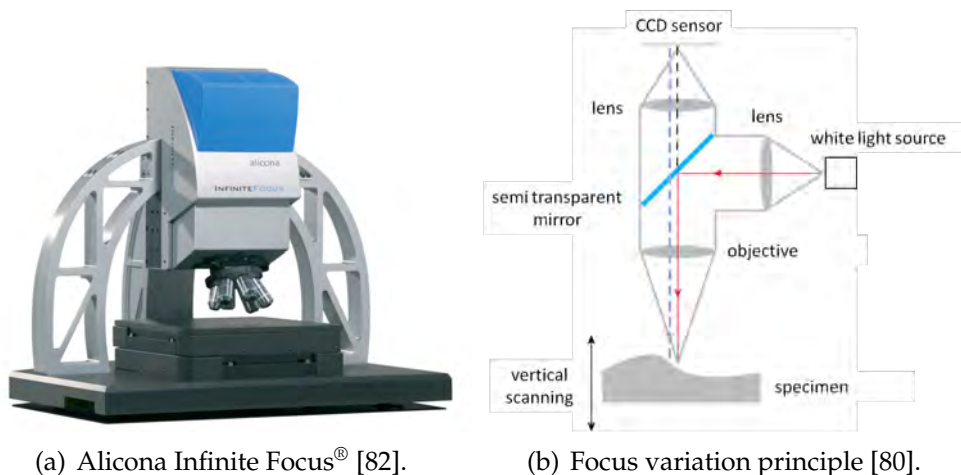 alicona
INFINITEFOCUS
CCD sensor
lens
lens
white light source
semi transparent
mirror
objective
vertical
scanning
specimen
(a) Alicona Infinite Focus® [82].
(b) Focus variation principle [80].